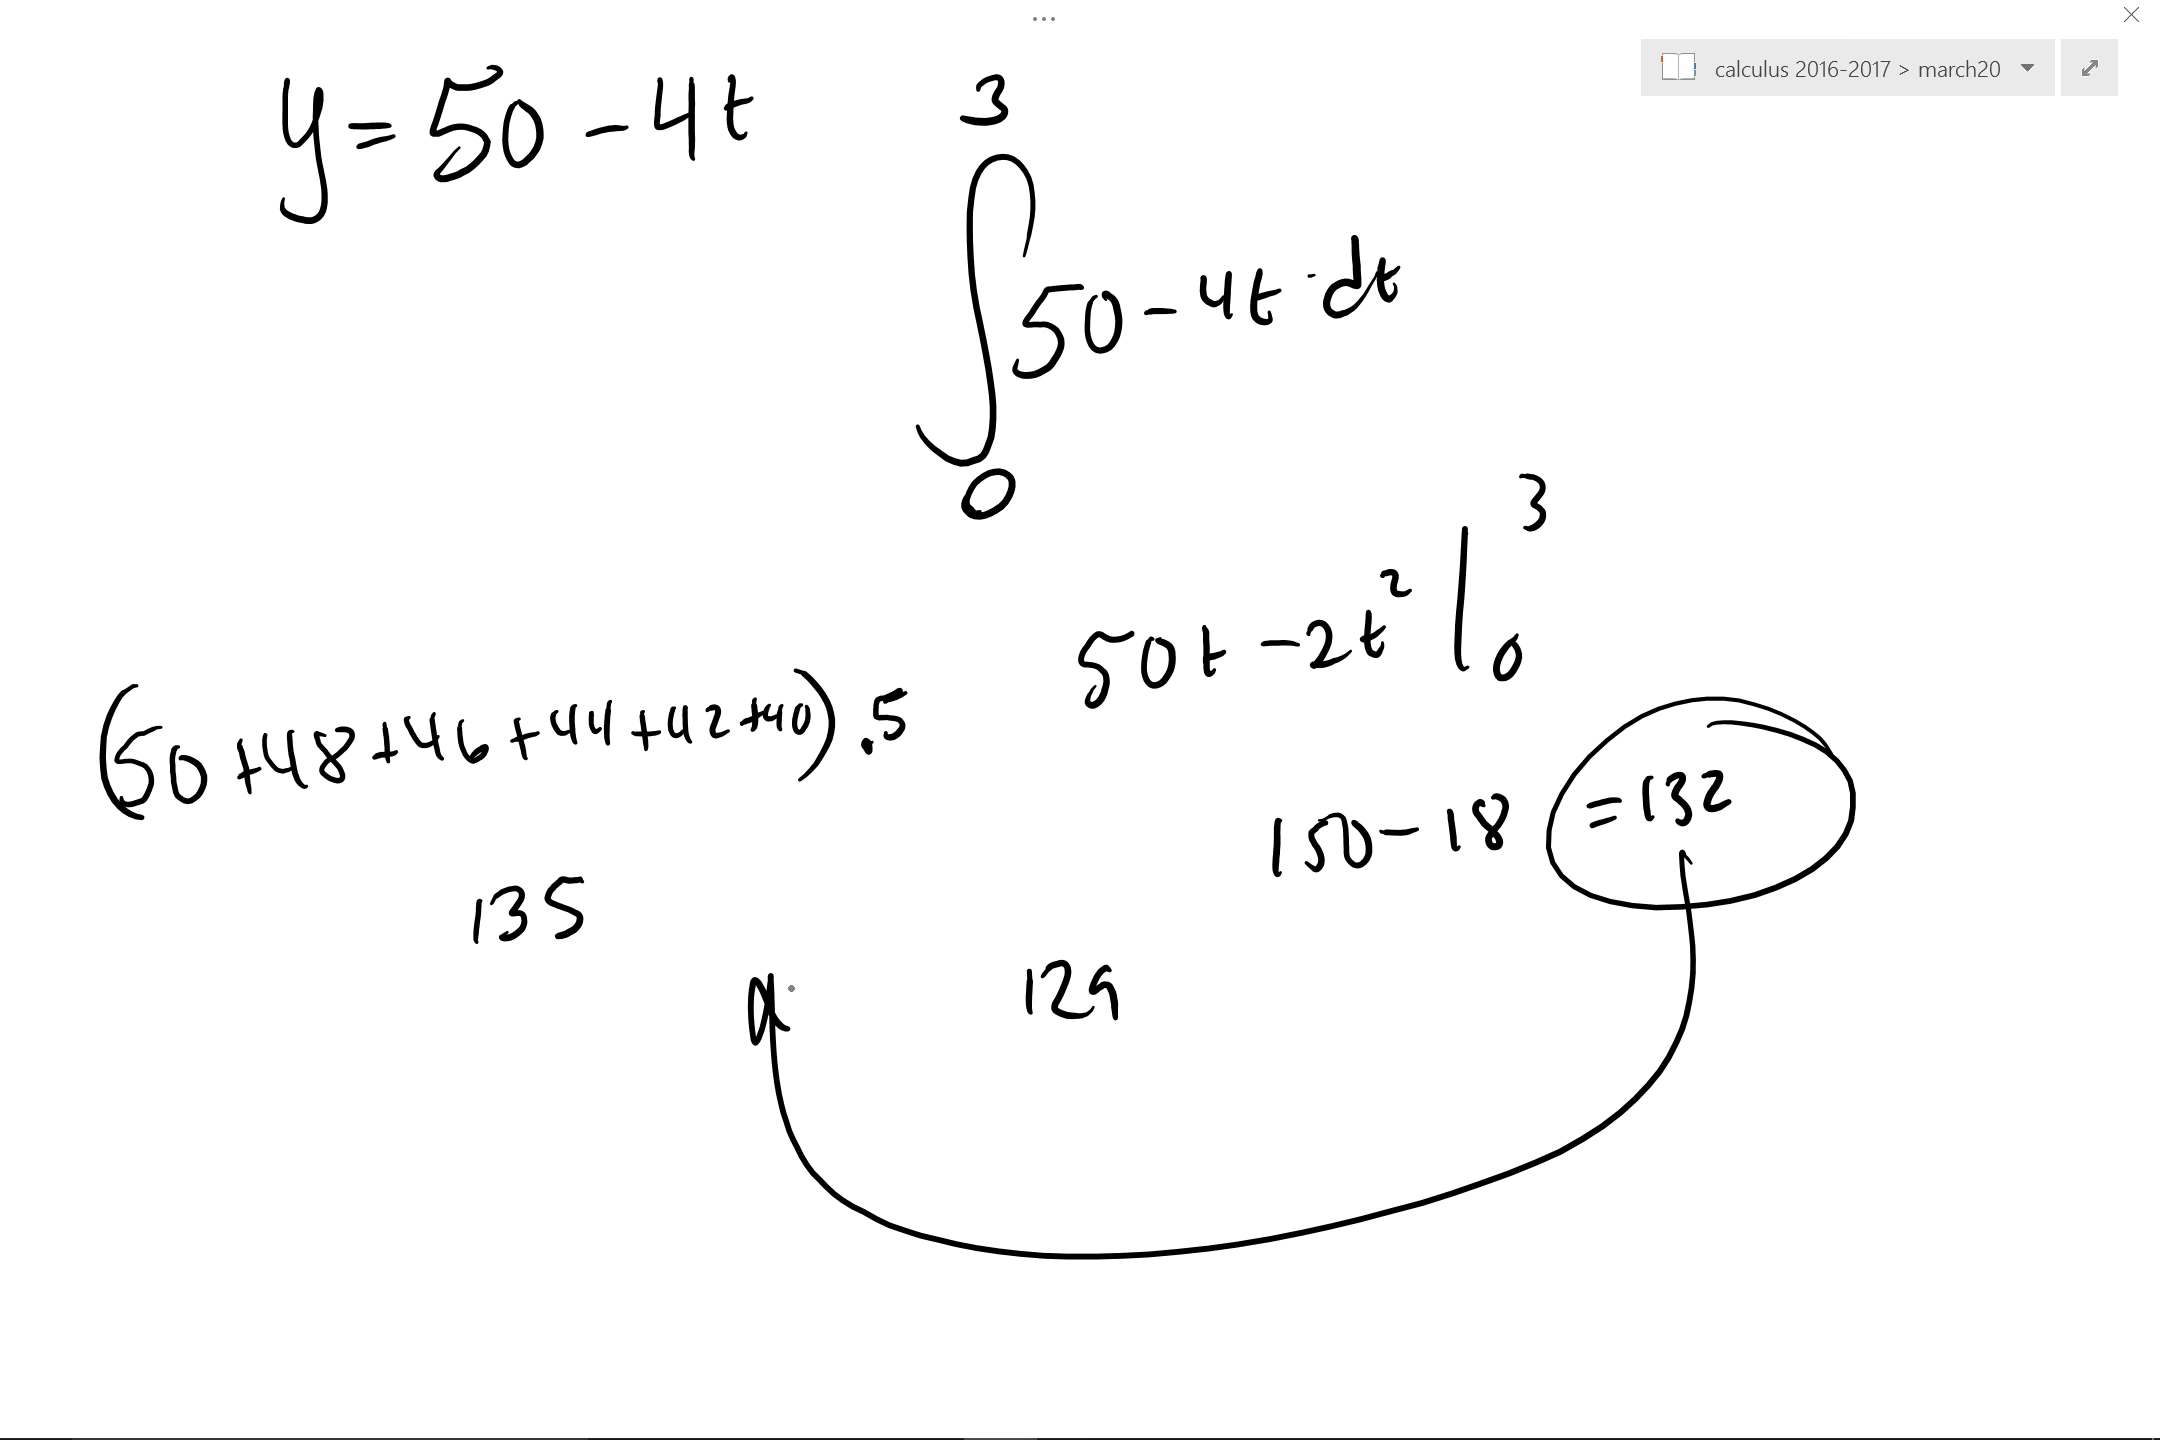 calculus 2016-2017 > march20
y = 50 - 4t
3
∫ 50 - 4t · dt
0
50t - 2t² | 3
0
(50 + 48 + 46 + 44 + 42 + 40) .5
150 - 18 = 132
135
129